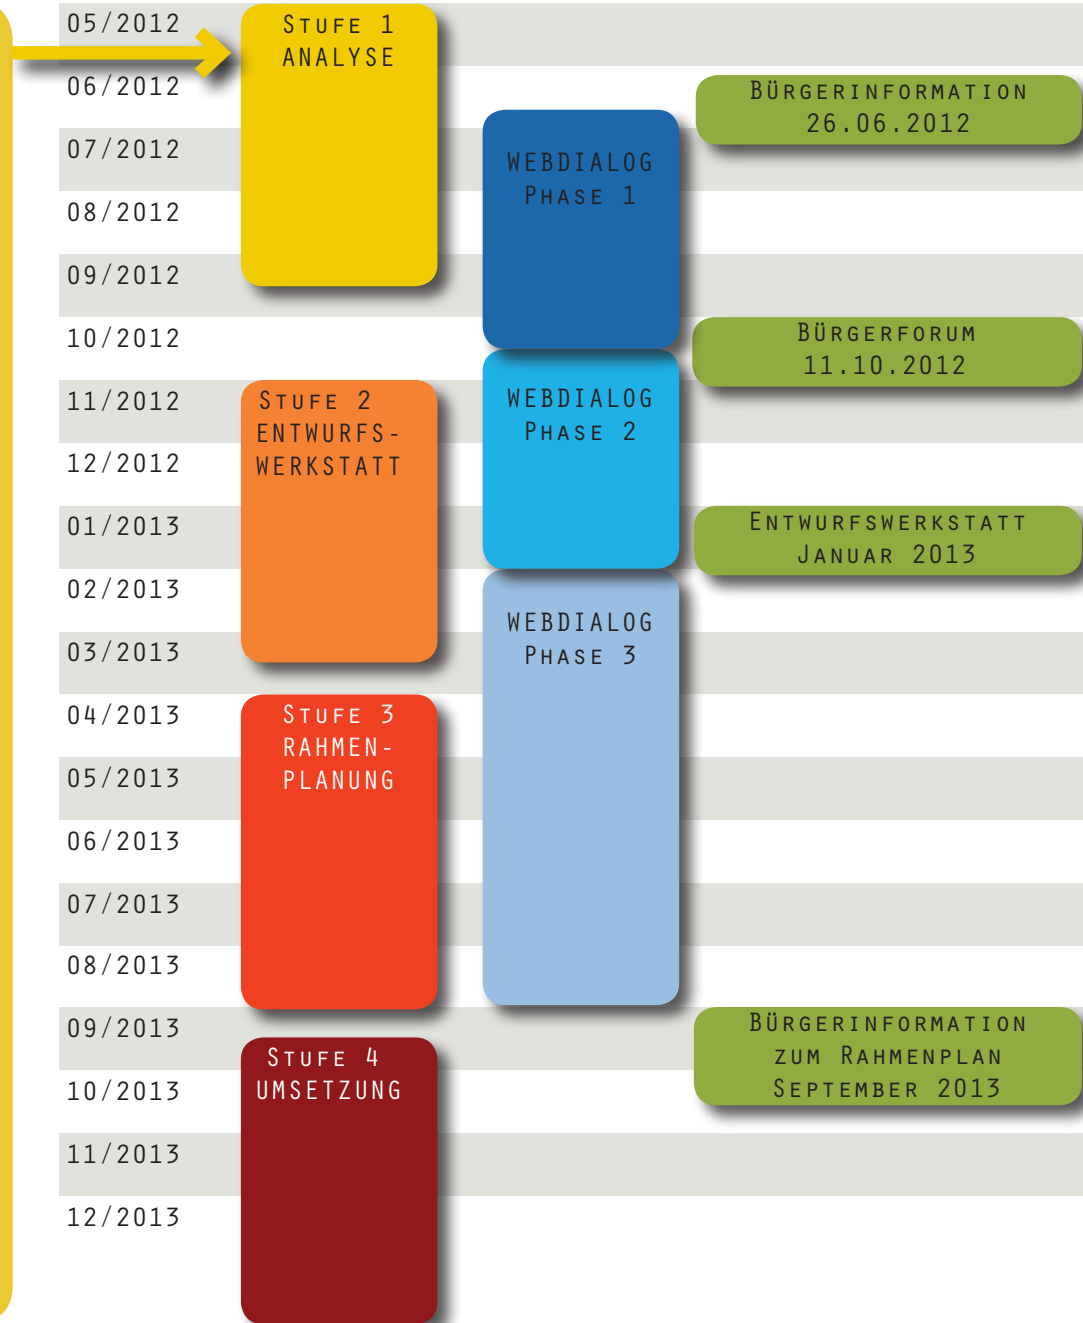 05/2012
06/2012
07/2012
08/2012
09/2012
10/2012
11/2012
12/2012
01/2013
02/2013
03/2013
04/2013
05/2013
06/2013
07/2013
08/2013
09/2013
10/2013
11/2013
12/2013
Stufe 1
ANALYSE
Stufe 2
ENTWURFS-
WERKSTATT
Stufe 3
RAHMEN-
PLANUNG
Stufe 4
UMSETZUNG
WEBDIALOG
Phase 1
WEBDIALOG
Phase 2
WEBDIALOG
Phase 3
Bürgerinformation
26.06.2012
Bürgerforum
11.10.2012
Entwurfswerkstatt
Januar 2013
Bürgerinformation
zum Rahmenplan
September 2013